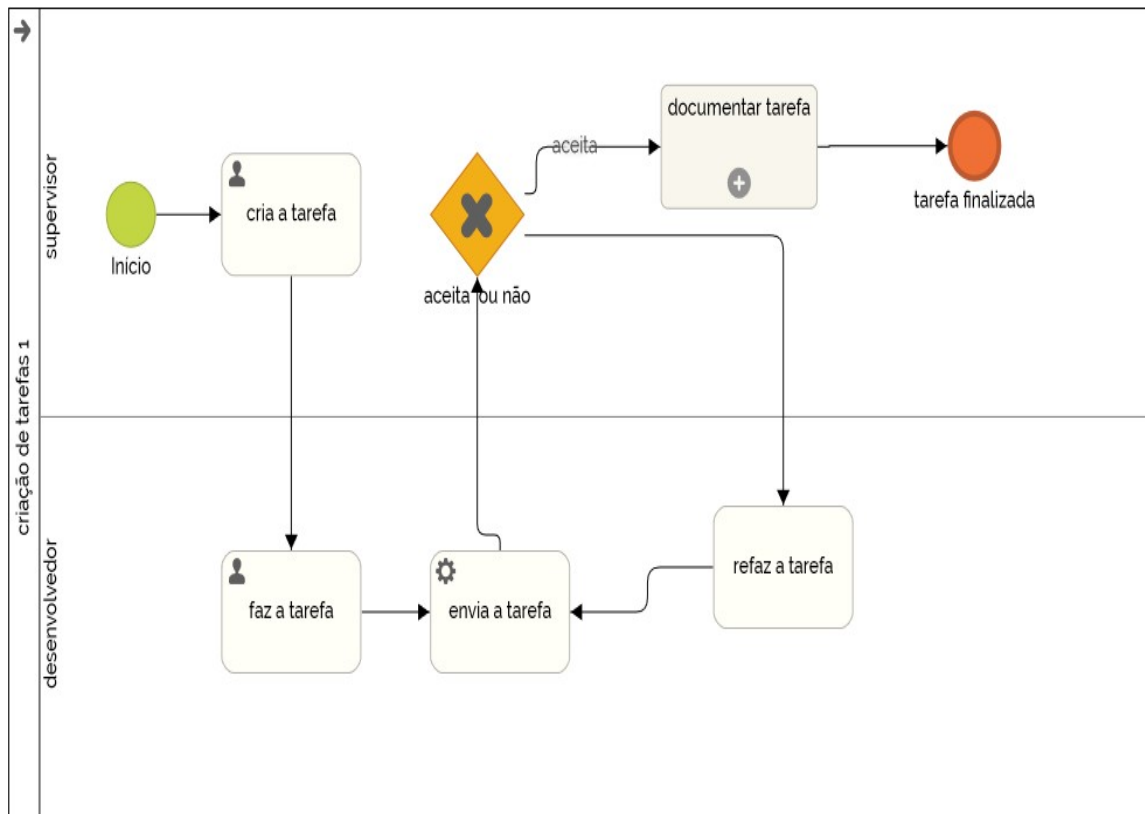 criação de tarefas 1
supervisor
Início
cria a tarefa
aceita ou não
aceita
documentar tarefa
tarefa finalizada
desenvolvedor
faz a tarefa
envia a tarefa
refaz a tarefa